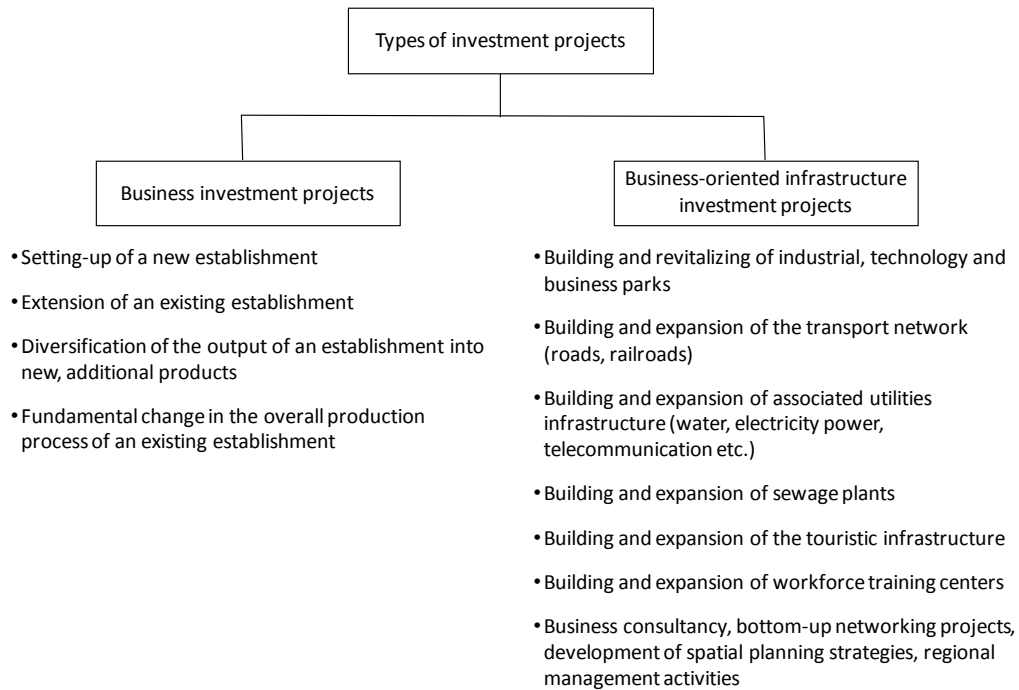 Types of investment projects
Business investment projects
Business-oriented infrastructure
investment projects
• Setting-up of a new establishment
• Extension of an existing establishment
• Diversification of the output of an establishment into
new, additional products
• Fundamental change in the overall production
process of an existing establishment
• Building and revitalizing of industrial, technology and
business parks
• Building and expansion of the transport network
(roads, railroads)
• Building and expansion of associated utilities
infrastructure (water, electricity power,
telecommunication etc.)
• Building and expansion of sewage plants
• Building and expansion of the touristic infrastructure
• Building and expansion of workforce training centers
• Business consultancy, bottom-up networking projects,
development of spatial planning strategies, regional
management activities